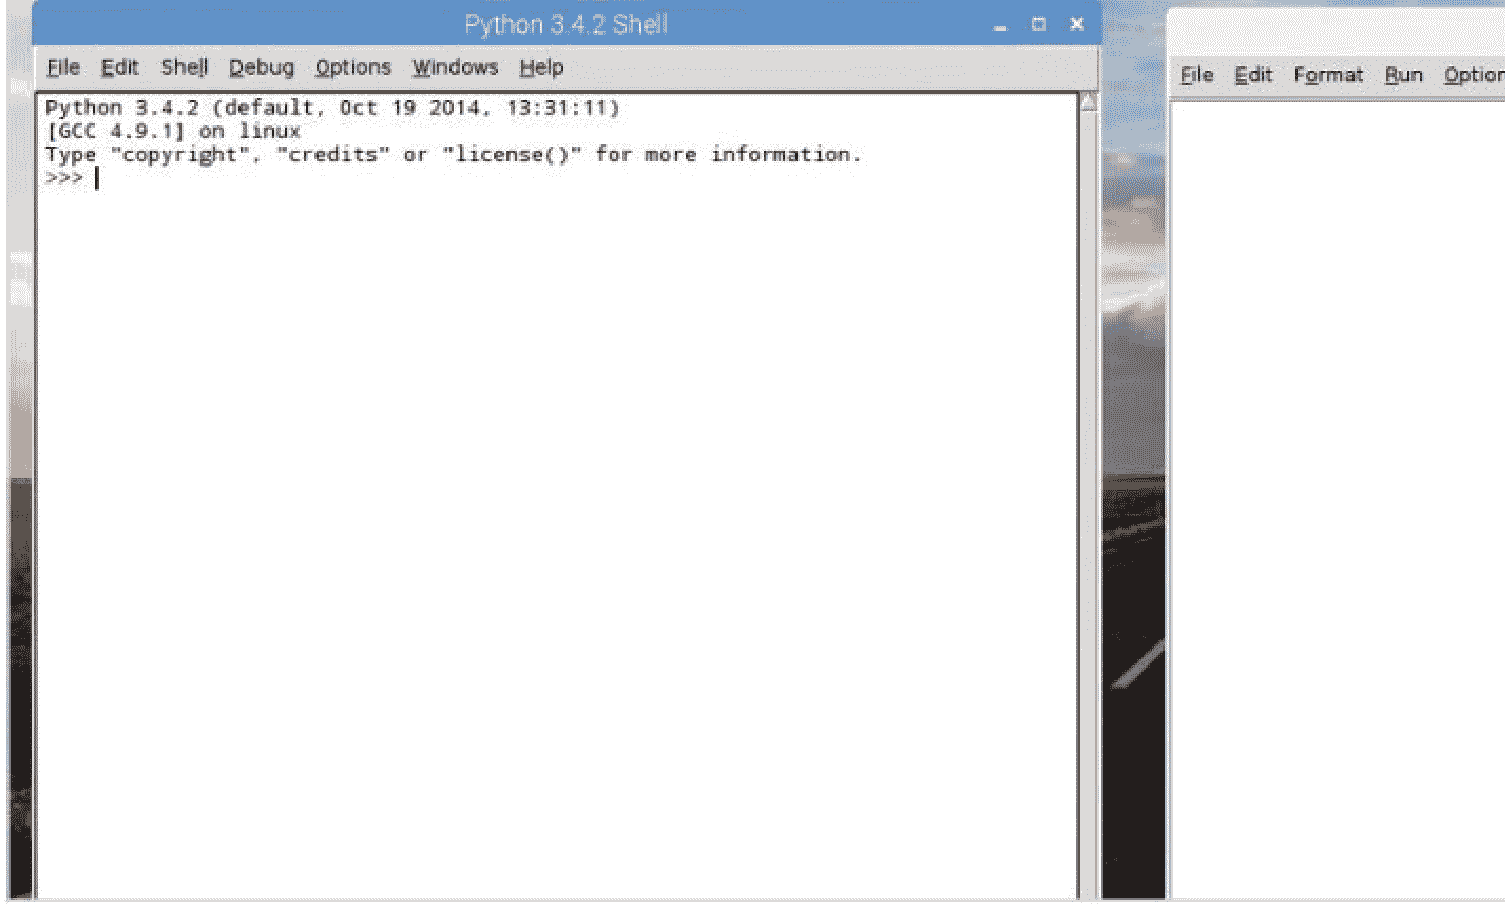 Python 3.4.2 Shell
File Edit Shell Debug Options Windows Help
Python 3.4.2 (default, Oct 19 2014, 13:31:11)
[GCC 4.9.1] on linux
Type "copyright", "credits" or "license()" for more information.
>>>
File Edit Format Run Option